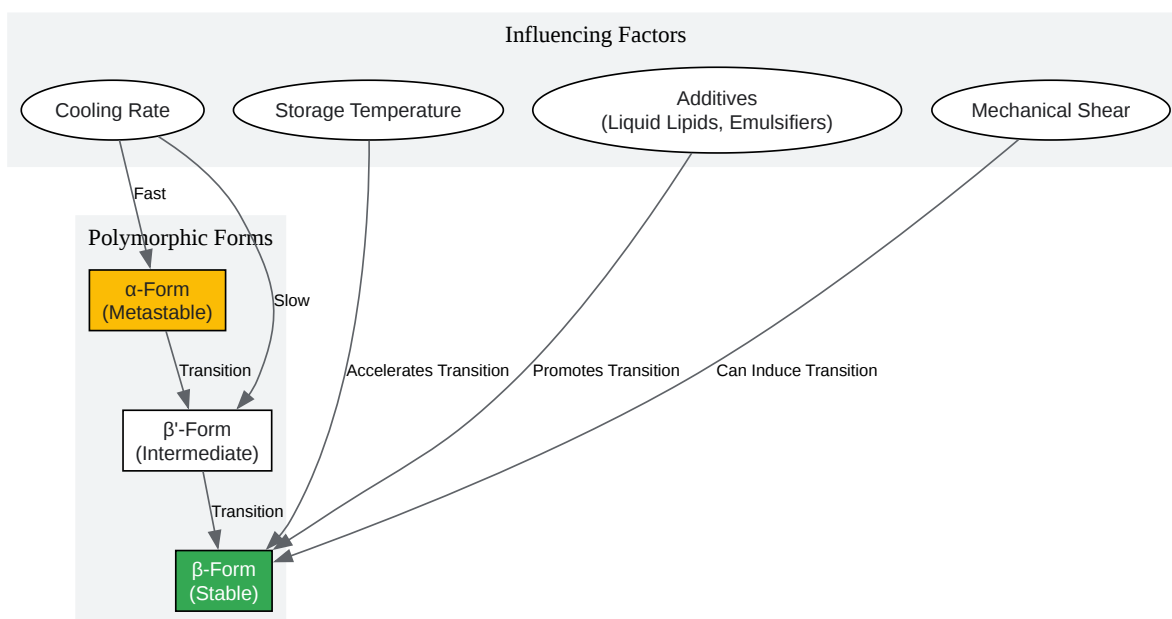 Influencing Factors
Cooling Rate
Storage Temperature
Additives
(Liquid Lipids, Emulsifiers)
Mechanical Shear
Fast
Polymorphic Forms
α-Form
(Metastable)
Slow
Transition
Accelerates Transition
Promotes Transition
Can Induce Transition
β'-Form
(Intermediate)
Transition
β-Form
(Stable)